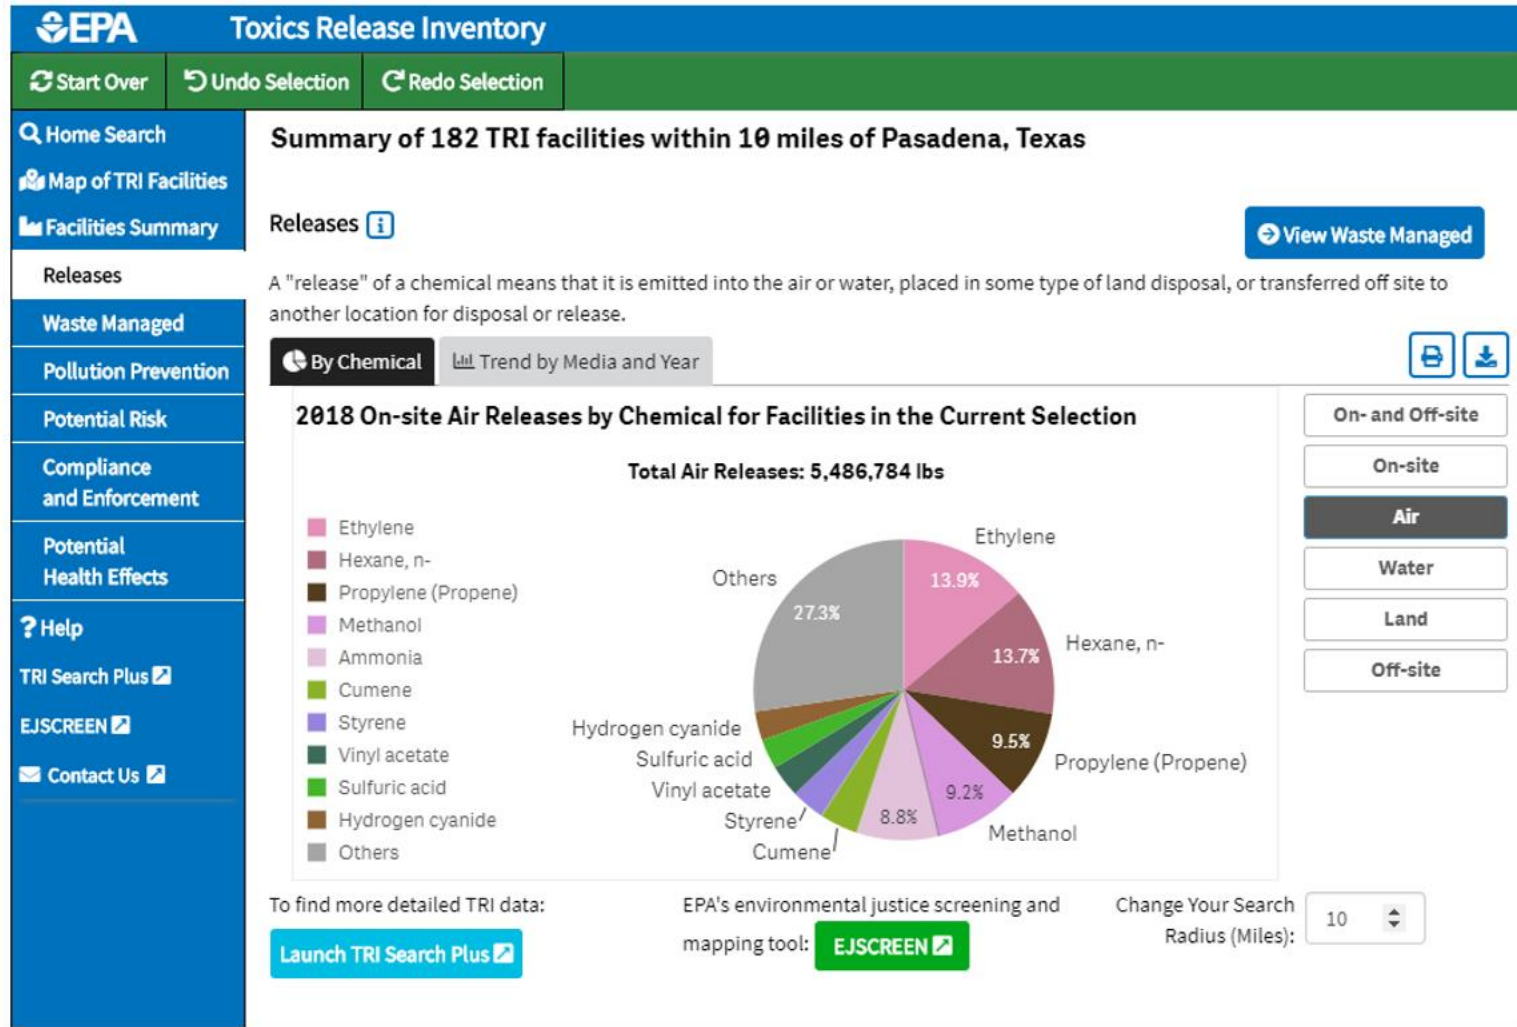 EPA Toxics Release Inventory
Start Over Undo Selection Redo Selection
Home Search
Map of TRI Facilities
Facilities Summary
Releases
Waste Managed
Pollution Prevention
Potential Risk
Compliance
and Enforcement
Potential
Health Effects
Help
TRI Search Plus
EJSCREEN
Contact Us
Summary of 182 TRI facilities within 10 miles of Pasadena, Texas
Releases i
View Waste Managed
A "release" of a chemical means that it is emitted into the air or water, placed in some type of land disposal, or transferred off site to
another location for disposal or release.
By Chemical Trend by Media and Year
2018 On-site Air Releases by Chemical for Facilities in the Current Selection
Total Air Releases: 5,486,784 lbs
Ethylene
Hexane, n-
Propylene (Propene)
Methanol
Ammonia
Cumene
Styrene
Vinyl acetate
Sulfuric acid
Hydrogen cyanide
Others
Ethylene
13.9%
Hexane, n-
13.7%
Propylene (Propene)
9.5%
Methanol
9.2%
8.8%
Cumene
Styrene
Vinyl acetate
Sulfuric acid
Hydrogen cyanide
Others
27.3%
On- and Off-site
On-site
Air
Water
Land
Off-site
To find more detailed TRI data:
Launch TRI Search Plus
EPA's environmental justice screening and
mapping tool: EJSCREEN
Change Your Search
Radius (Miles): 10